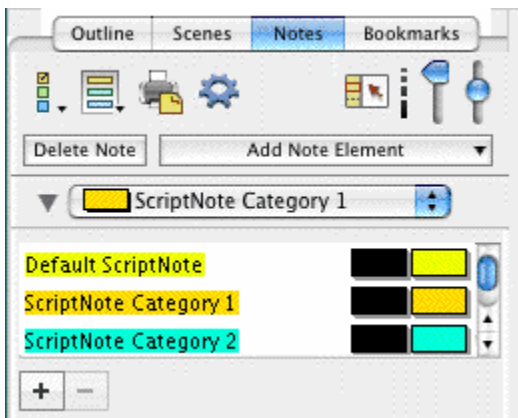 Outline Scenes Notes Bookmarks
Delete Note Add Note Element
ScriptNote Category 1
Default ScriptNote
ScriptNote Category 1
ScriptNote Category 2
+ −